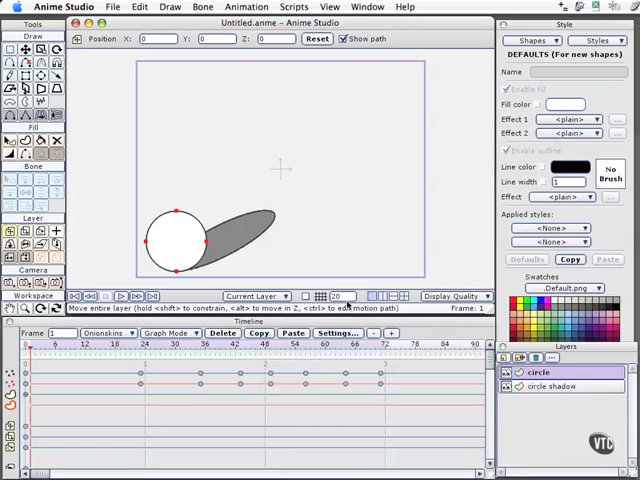 Anime Studio File Edit Draw Bone Animation Scripts View Window Help
Tools
Untitled.anme - Anime Studio
Style
Draw
Position X: 0 Y: 0 Z: 0 Reset Show path
Shapes... Styles...
DEFAULTS (For new shapes)
Name
Enable fill
Fill color
Effect 1 <plain> ...
Effect 2 <plain> ...
Fill
Enable outline
Line color
No Brush
Line width 1
Bone
Effect <plain> ...
Applied styles:
<None>
<None>
Layer
Defaults Copy Paste
Camera
Swatches
.Default.png
Workspace
Current Layer 20 Display Quality
Move entire layer (hold <shift> to constrain, <alt> to move in Z, <ctrl> to edit motion path) Frame: 1
Timeline
Frame 1 Onionskins Graph Mode Delete Copy Paste Settings... - +
0 6 12 18 24 30 36 42 48 54 60 66 72 78 84 90
Layers
0 1 2 3
circle
circle shadow
VTC